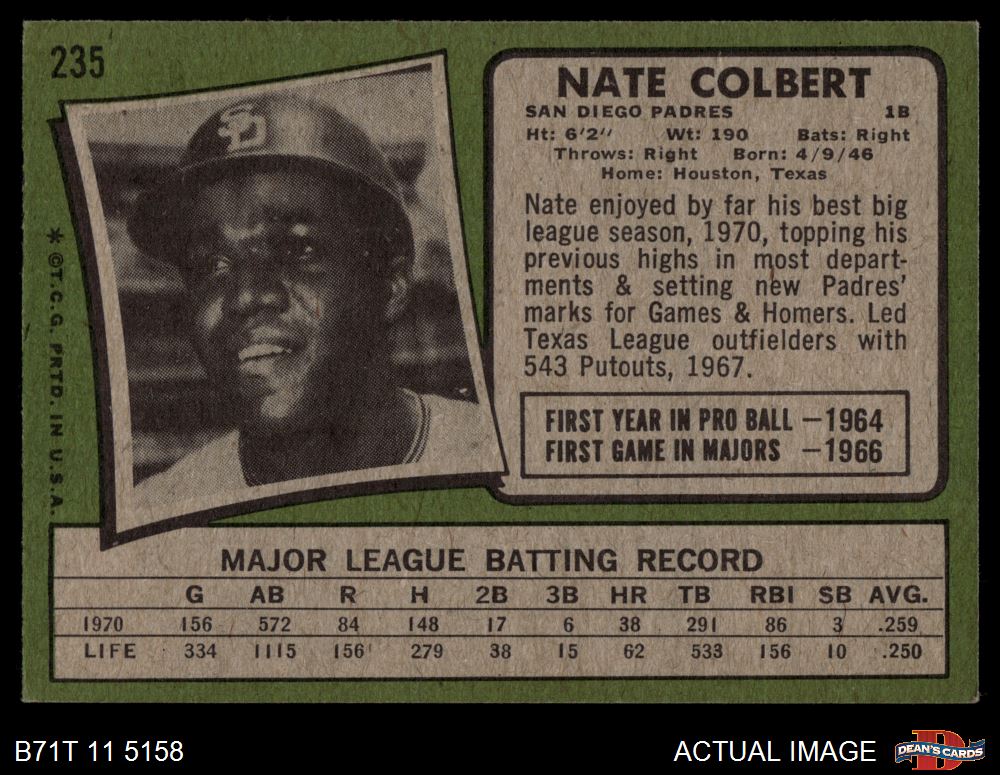 235
NATE COLBERT
SAN DIEGO PADRES 1B
Ht: 6'2" Wt: 190 Bats: Right
Throws: Right Born: 4/9/46
Home: Houston, Texas
Nate enjoyed by far his best big
league season, 1970, topping his
previous highs in most depart-
ments & setting new Padres'
marks for Games & Homers. Led
Texas League outfielders with
543 Putouts, 1967.
FIRST YEAR IN PRO BALL —1964
FIRST GAME IN MAJORS —1966
SD
* ©T.C.G. PRTD. IN U.S.A.
MAJOR LEAGUE BATTING RECORD
G AB R H 2B 3B HR TB RBI SB AVG.
1970 156 572 84 148 17 6 38 291 86 3 .259
LIFE 334 1115 156 279 38 15 62 533 156 10 .250
B71T 11 5158
ACTUAL IMAGE
D
DEAN'S CARDS